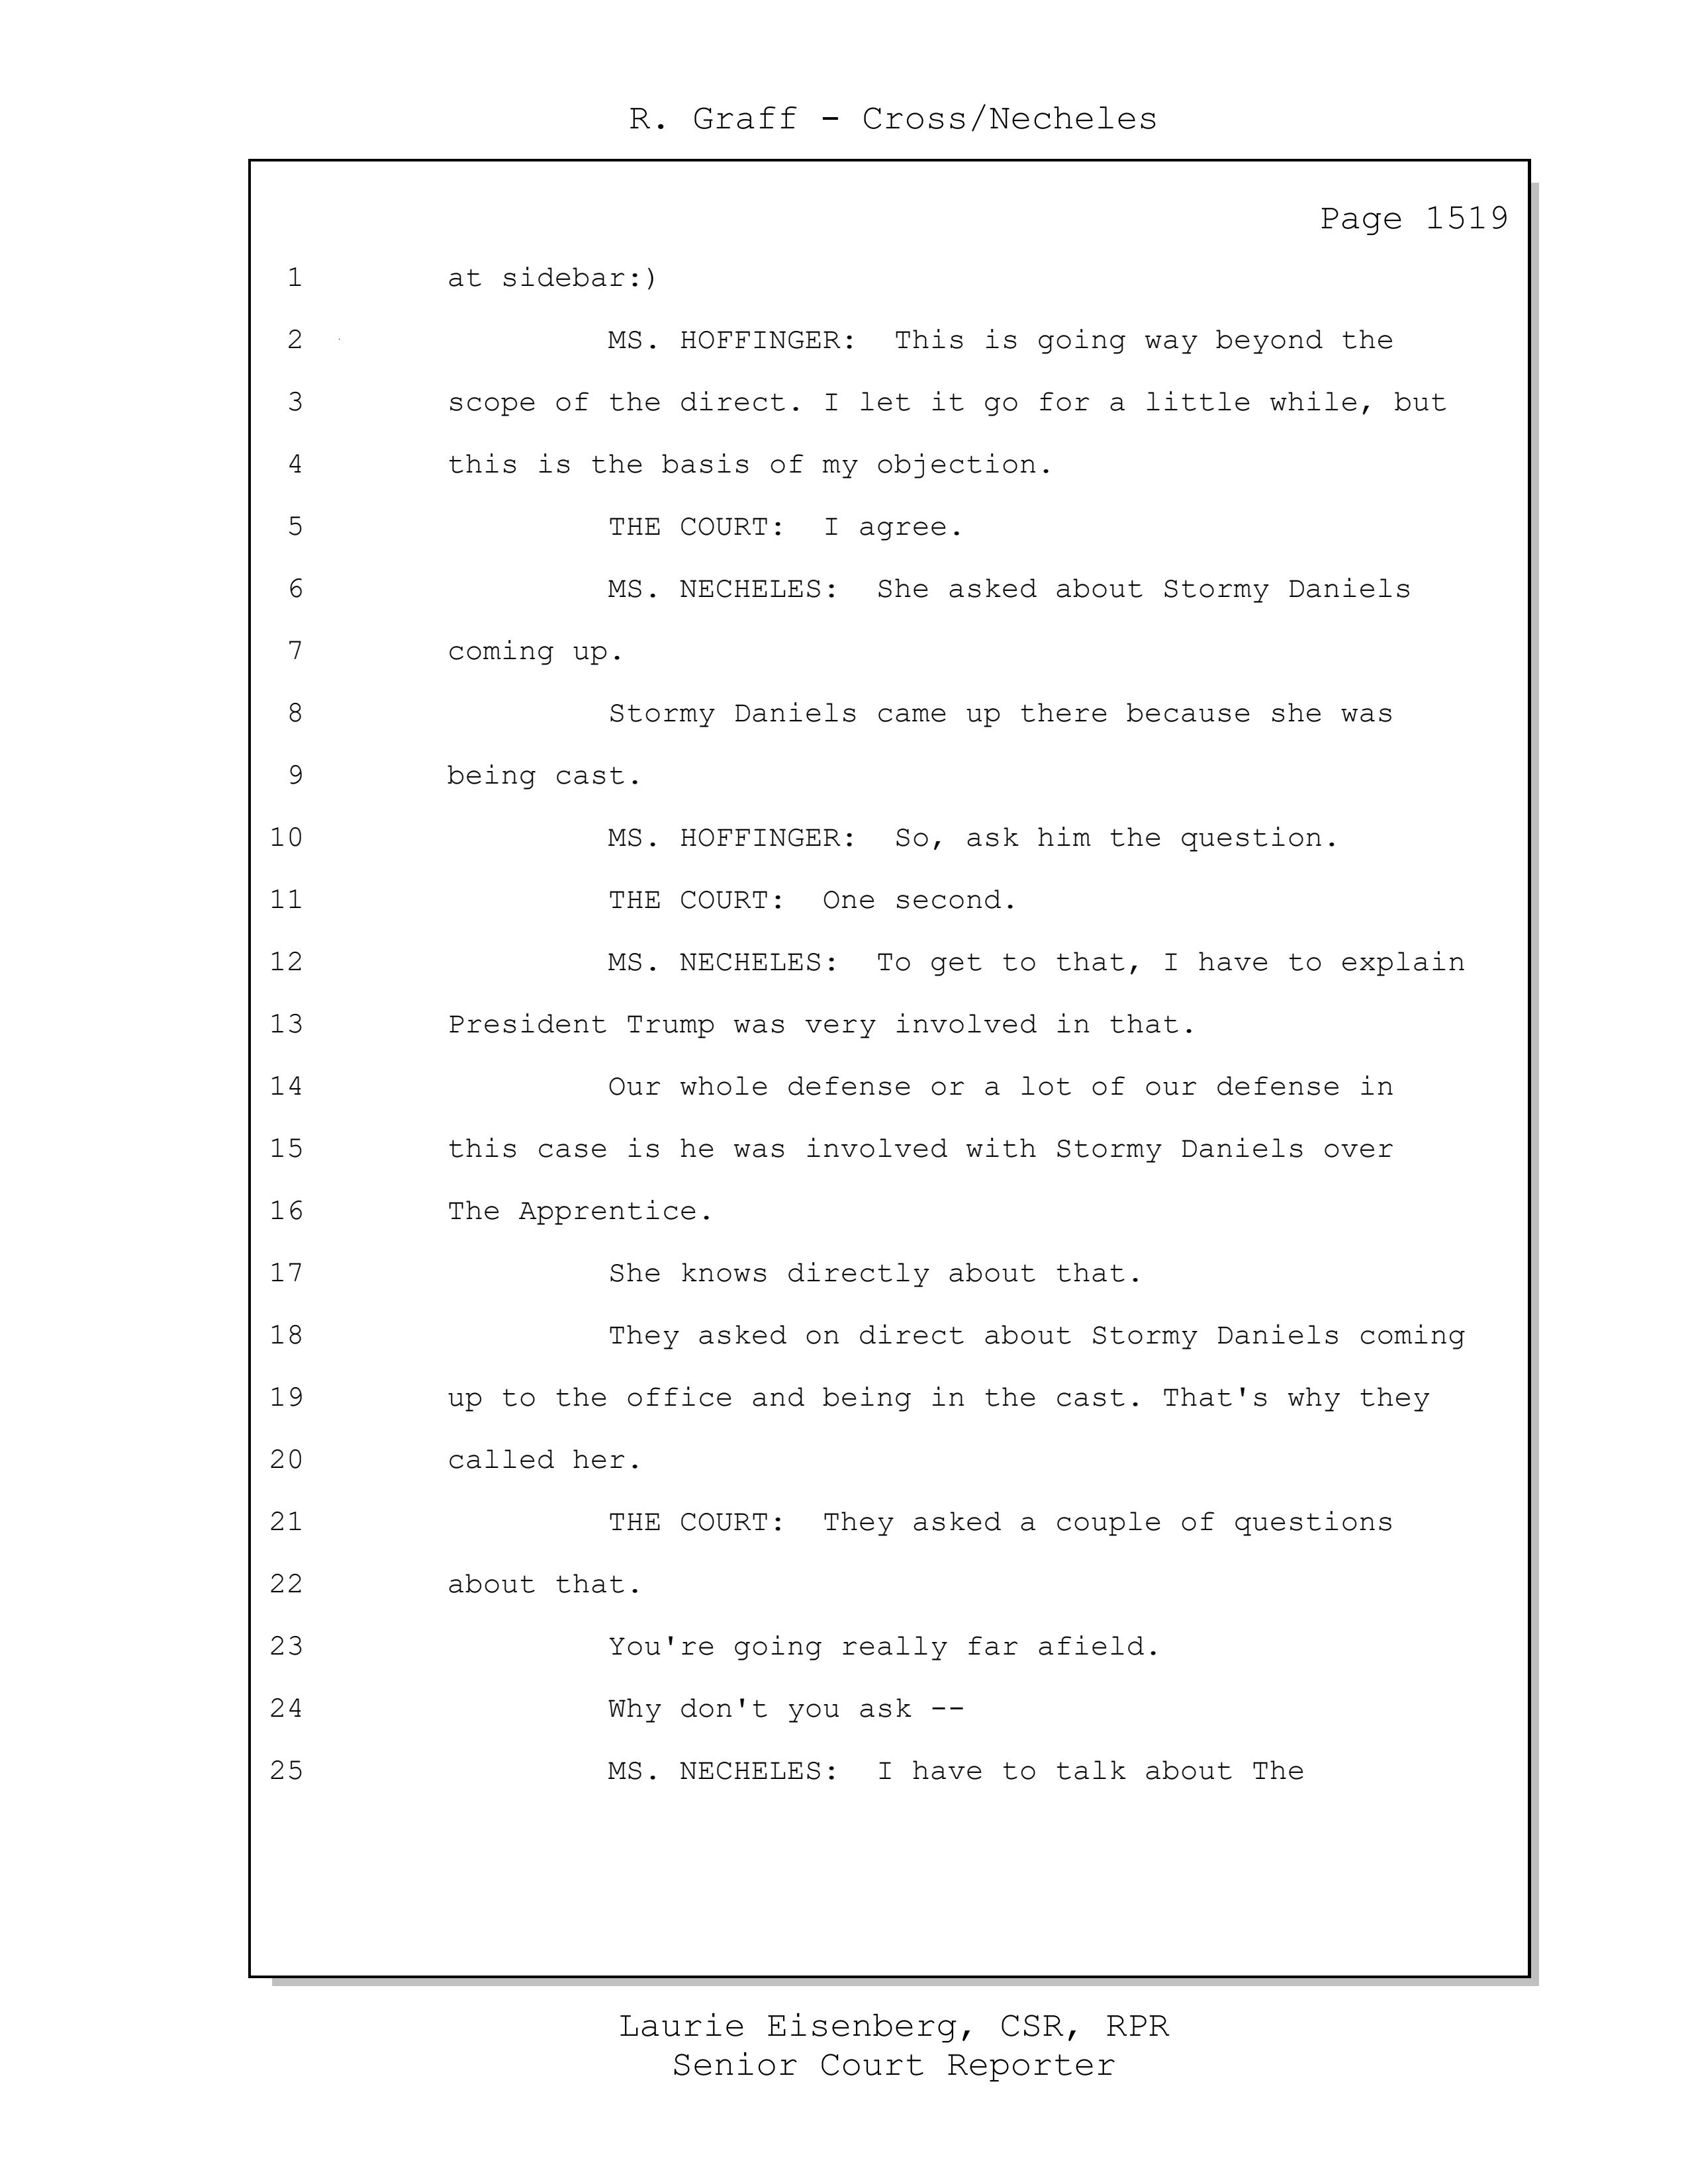 R. Graff - Cross/Necheles
Page 1519
1 at sidebar:)
2 MS. HOFFINGER: This is going way beyond the
3 scope of the direct. I let it go for a little while, but
4 this is the basis of my objection.
5 THE COURT: I agree.
6 MS. NECHELES: She asked about Stormy Daniels
7 coming up.
8 Stormy Daniels came up there because she was
9 being cast.
10 MS. HOFFINGER: So, ask him the question.
11 THE COURT: One second.
12 MS. NECHELES: To get to that, I have to explain
13 President Trump was very involved in that.
14 Our whole defense or a lot of our defense in
15 this case is he was involved with Stormy Daniels over
16 The Apprentice.
17 She knows directly about that.
18 They asked on direct about Stormy Daniels coming
19 up to the office and being in the cast. That's why they
20 called her.
21 THE COURT: They asked a couple of questions
22 about that.
23 You're going really far afield.
24 Why don't you ask --
25 MS. NECHELES: I have to talk about The
Laurie Eisenberg, CSR, RPR
Senior Court Reporter